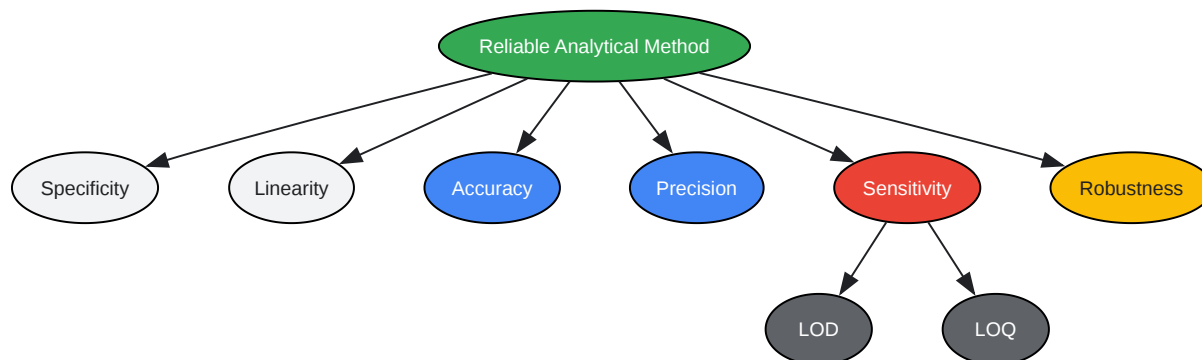 Reliable Analytical Method
Specificity
Linearity
Accuracy
Precision
Sensitivity
Robustness
LOD
LOQ